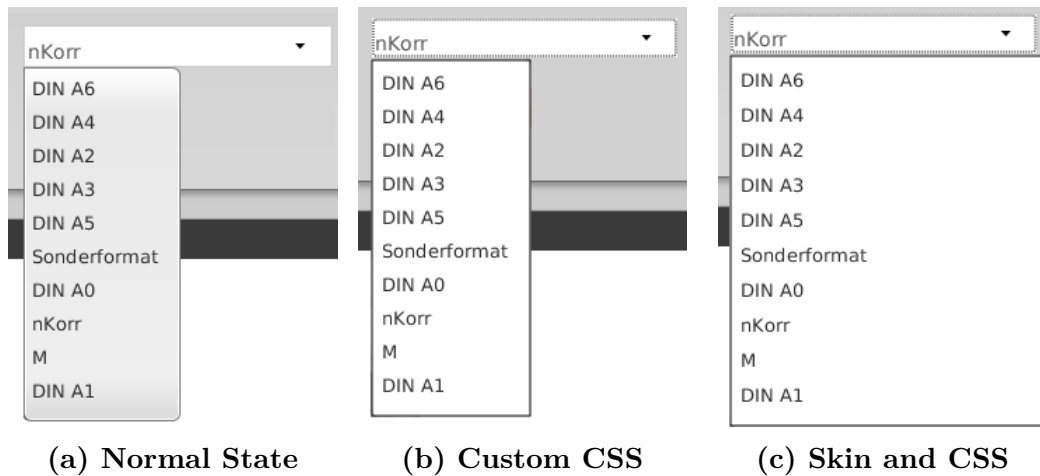 nKorr
DIN A6
DIN A4
DIN A2
DIN A3
DIN A5
Sonderformat
DIN A0
nKorr
M
DIN A1
(a) Normal State
nKorr
DIN A6
DIN A4
DIN A2
DIN A3
DIN A5
Sonderformat
DIN A0
nKorr
M
DIN A1
(b) Custom CSS
nKorr
DIN A6
DIN A4
DIN A2
DIN A3
DIN A5
Sonderformat
DIN A0
nKorr
M
DIN A1
(c) Skin and CSS